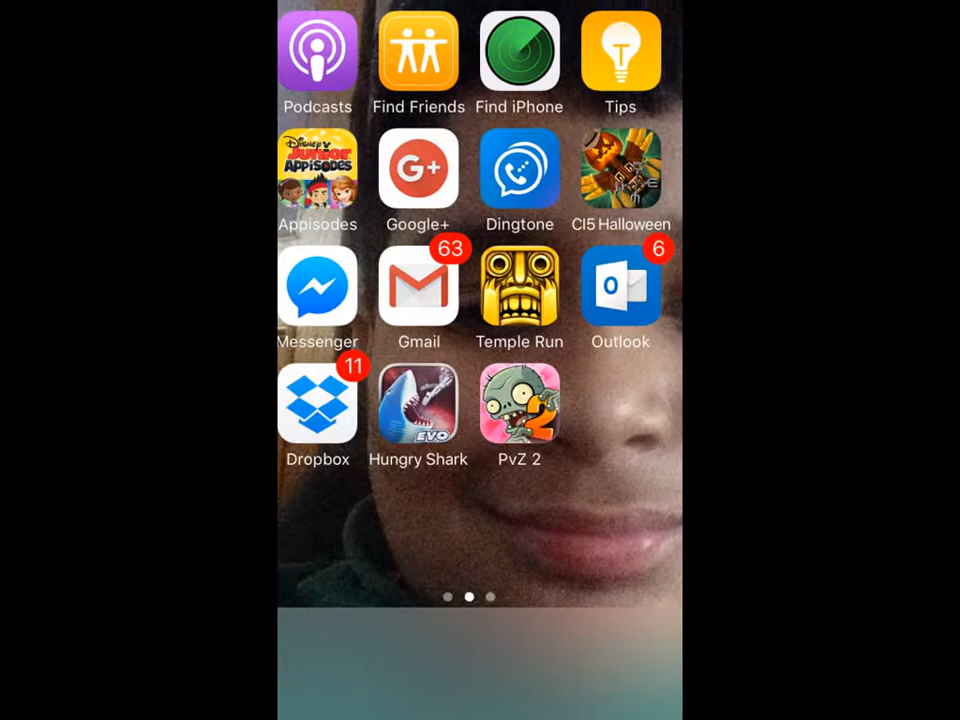 Podcasts Find Friends Find iPhone Tips
Disney
Junior
APPISODES
G+
Appisodes Google+ Dingtone CI5 Halloween
63 6
Messenger Gmail Temple Run Outlook
11
EVO 2
Dropbox Hungry Shark PvZ 2